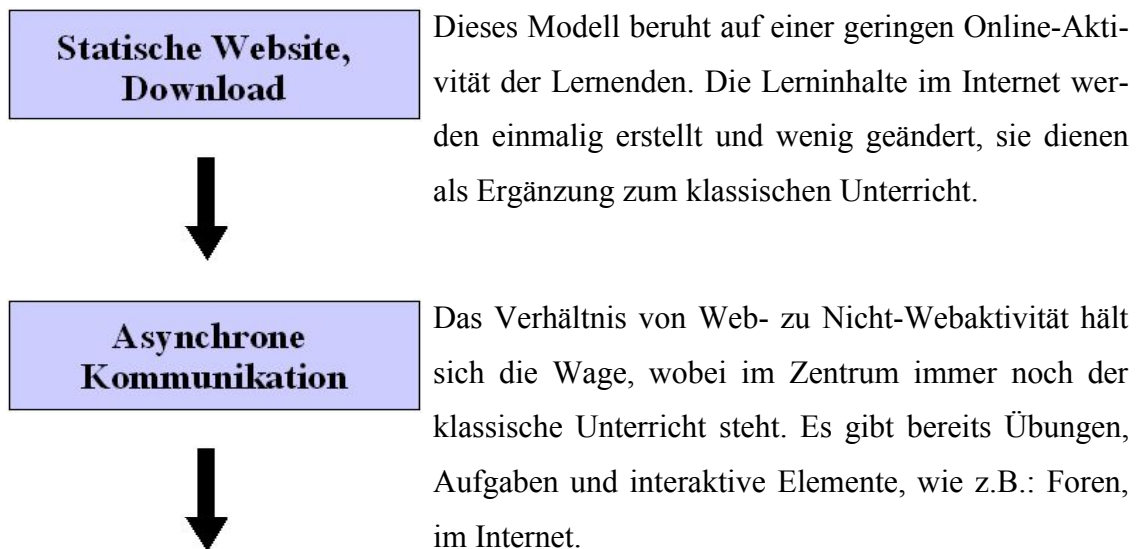 Statische Website,
Download
Dieses Modell beruht auf einer geringen Online-Akti-
vität der Lernenden. Die Lerninhalte im Internet wer-
den einmalig erstellt und wenig geändert, sie dienen
als Ergänzung zum klassischen Unterricht.
Asynchrone
Kommunikation
Das Verhältnis von Web- zu Nicht-Webaktivität hält
sich die Wage, wobei im Zentrum immer noch der
klassische Unterricht steht. Es gibt bereits Übungen,
Aufgaben und interaktive Elemente, wie z.B.: Foren,
im Internet.